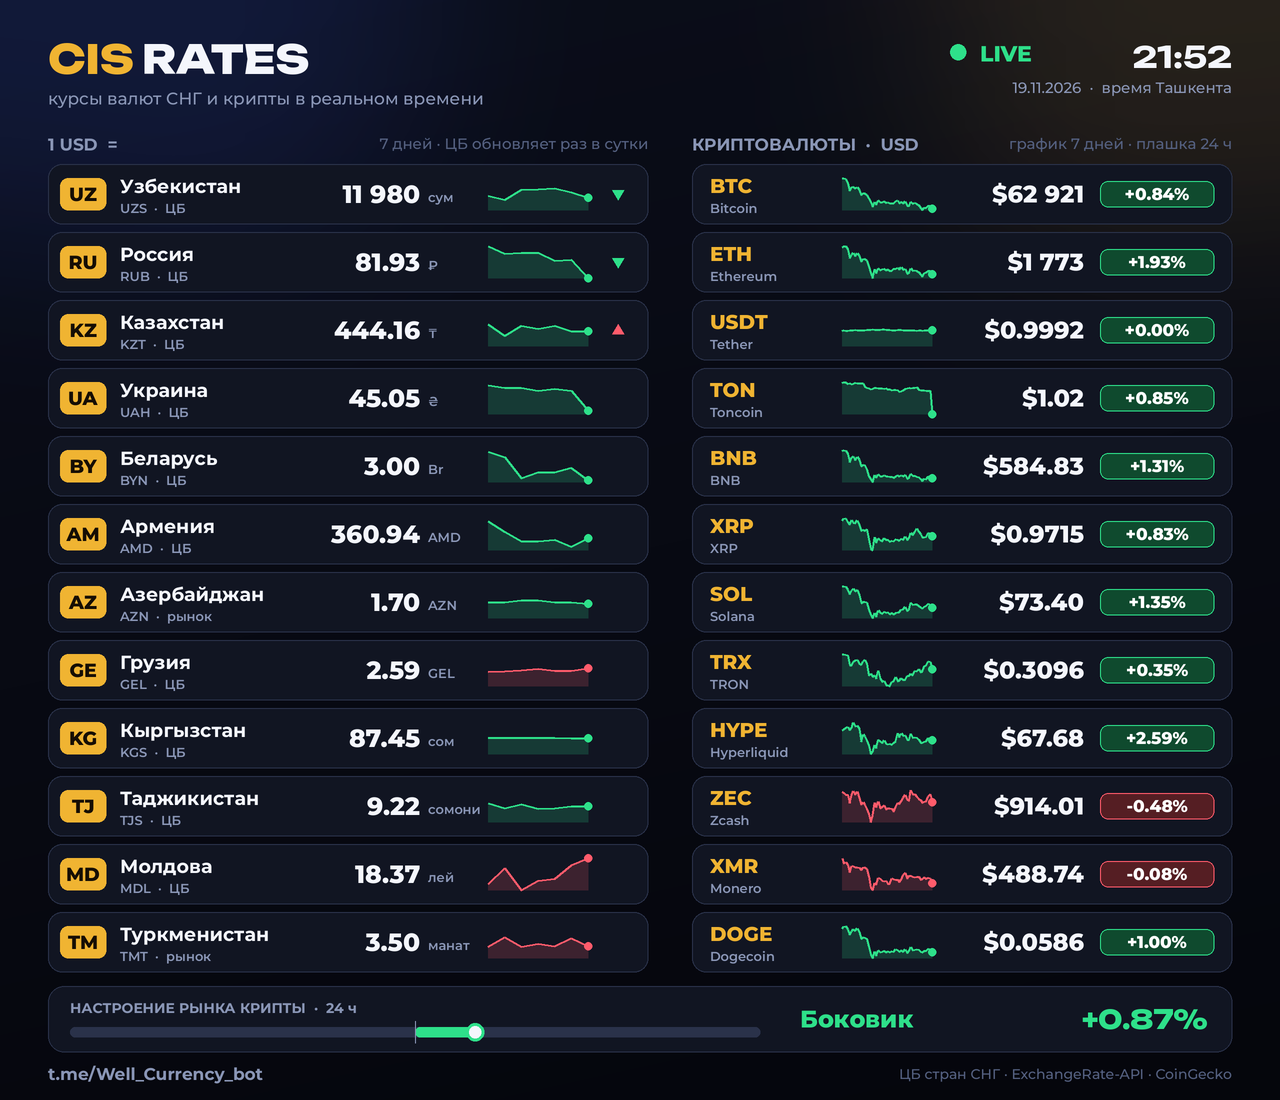 CIS RATES
курсы валют СНГ и крипты в реальном времени
LIVE
21:52
19.11.2026 · время Ташкента
1 USD =
7 дней · ЦБ обновляет раз в сутки
UZ
Узбекистан
UZS · ЦБ
11 980 сум
RU
Россия
RUB · ЦБ
81.93 ₽
KZ
Казахстан
KZT · ЦБ
444.16 ₸
UA
Украина
UAH · ЦБ
45.05 ₴
BY
Беларусь
BYN · ЦБ
3.00 Br
AM
Армения
AMD · ЦБ
360.94 AMD
AZ
Азербайджан
AZN · рынок
1.70 AZN
GE
Грузия
GEL · ЦБ
2.59 GEL
KG
Кыргызстан
KGS · ЦБ
87.45 сом
TJ
Таджикистан
TJS · ЦБ
9.22 сомони
MD
Молдова
MDL · ЦБ
18.37 лей
TM
Туркменистан
TMT · рынок
3.50 манат
КРИПТОВАЛЮТЫ · USD
график 7 дней · плашка 24 ч
BTC
Bitcoin
$62 921
+0.84%
ETH
Ethereum
$1 773
+1.93%
USDT
Tether
$0.9992
+0.00%
TON
Toncoin
$1.02
+0.85%
BNB
BNB
$584.83
+1.31%
XRP
XRP
$0.9715
+0.83%
SOL
Solana
$73.40
+1.35%
TRX
TRON
$0.3096
+0.35%
HYPE
Hyperliquid
$67.68
+2.59%
ZEC
Zcash
$914.01
-0.48%
XMR
Monero
$488.74
-0.08%
DOGE
Dogecoin
$0.0586
+1.00%
НАСТРОЕНИЕ РЫНКА КРИПТЫ · 24 ч
Боковик
+0.87%
t.me/Well_Currency_bot
ЦБ стран СНГ · ExchangeRate-API · CoinGecko